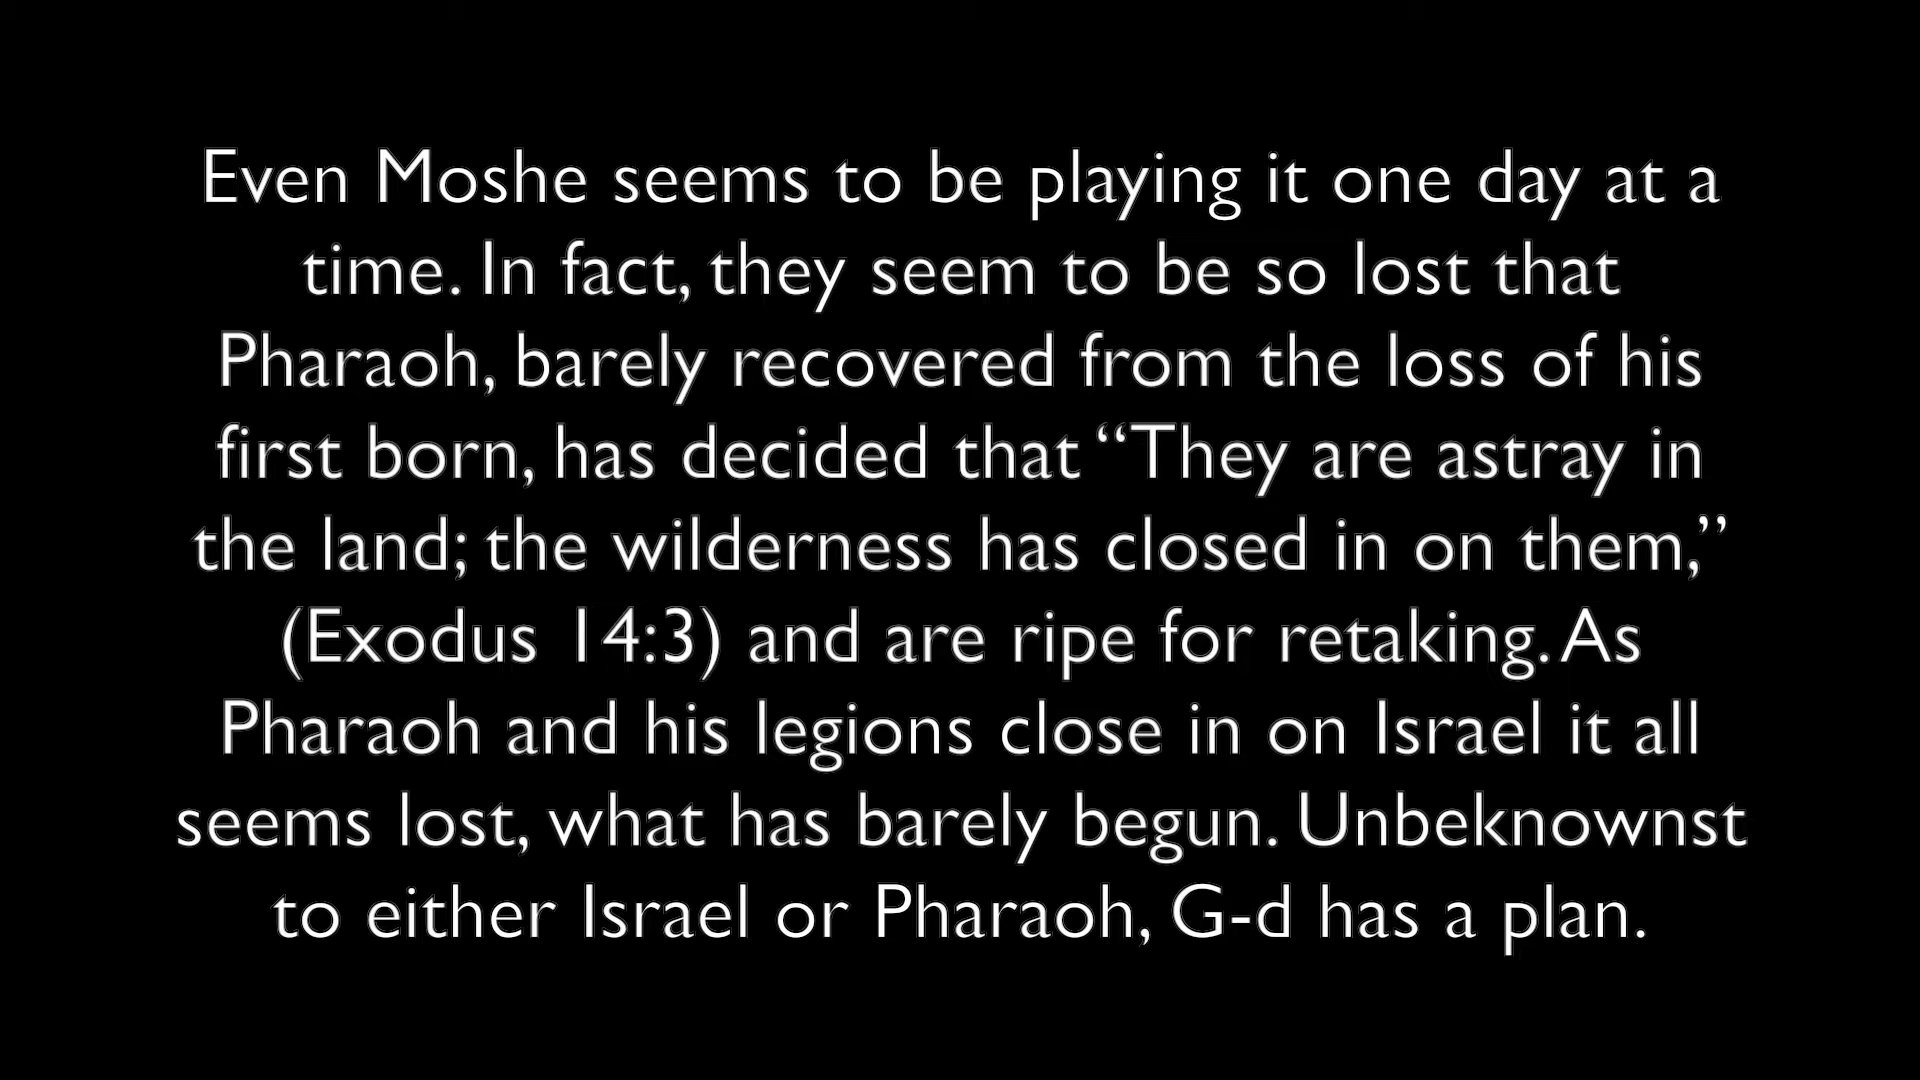 Even Moshe seems to be playing it one day at a
time. In fact, they seem to be so lost that
Pharaoh, barely recovered from the loss of his
first born, has decided that “They are astray in
the land; the wilderness has closed in on them,”
(Exodus 14:3) and are ripe for retaking. As
Pharaoh and his legions close in on Israel it all
seems lost, what has barely begun. Unbeknownst
to either Israel or Pharaoh, G-d has a plan.